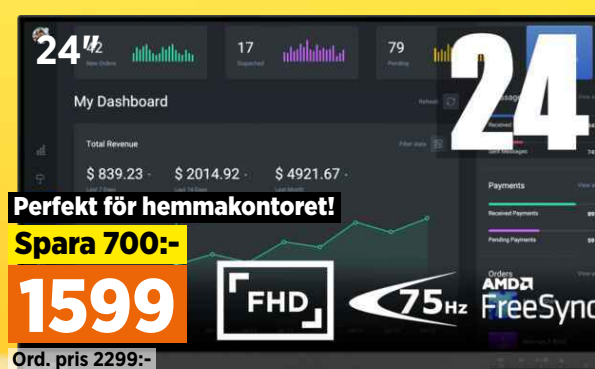 24"
42
New Orders
17
79
Pending
24
My Dashboard
Refresh
Total Revenue
Filter data
$ 839.23
$ 2014.92
$ 4921.67
Last 7 Days
Last 14 Days
Last Month
Received
Sent Messages
Payments
Received Payments
Pending Payments
Orders
Perfekt för hemmakontoret!
Spara 700:-
1599
Ord. pris 2299:-
FHD
75Hz
AMD
FreeSync